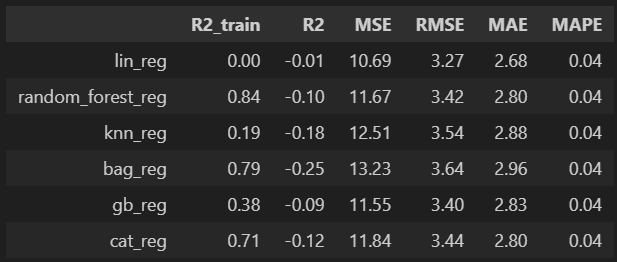 R2_train R2 MSE RMSE MAE MAPE
lin_reg 0.00 -0.01 10.69 3.27 2.68 0.04
random_forest_reg 0.84 -0.10 11.67 3.42 2.80 0.04
knn_reg 0.19 -0.18 12.51 3.54 2.88 0.04
bag_reg 0.79 -0.25 13.23 3.64 2.96 0.04
gb_reg 0.38 -0.09 11.55 3.40 2.83 0.04
cat_reg 0.71 -0.12 11.84 3.44 2.80 0.04